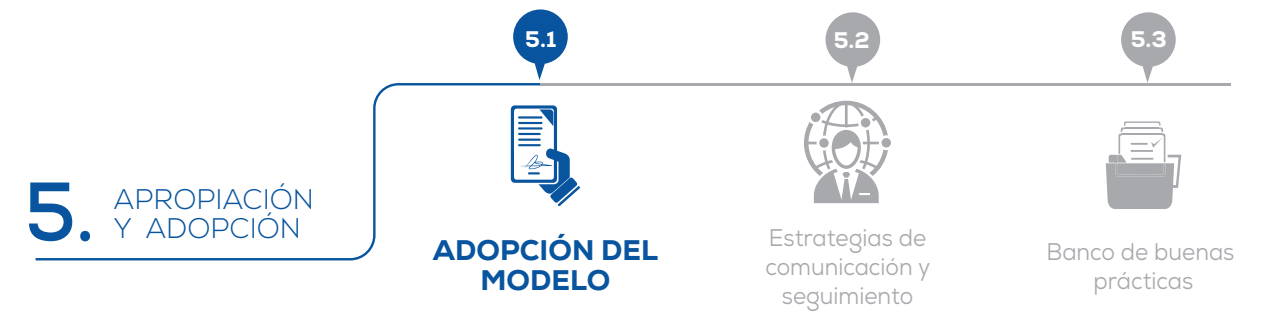 5. APROPIACIÓN
Y ADOPCIÓN
5.1
ADOPCIÓN DEL
MODELO
5.2
Estrategias de
comunicación y
seguimiento
5.3
Banco de buenas
prácticas